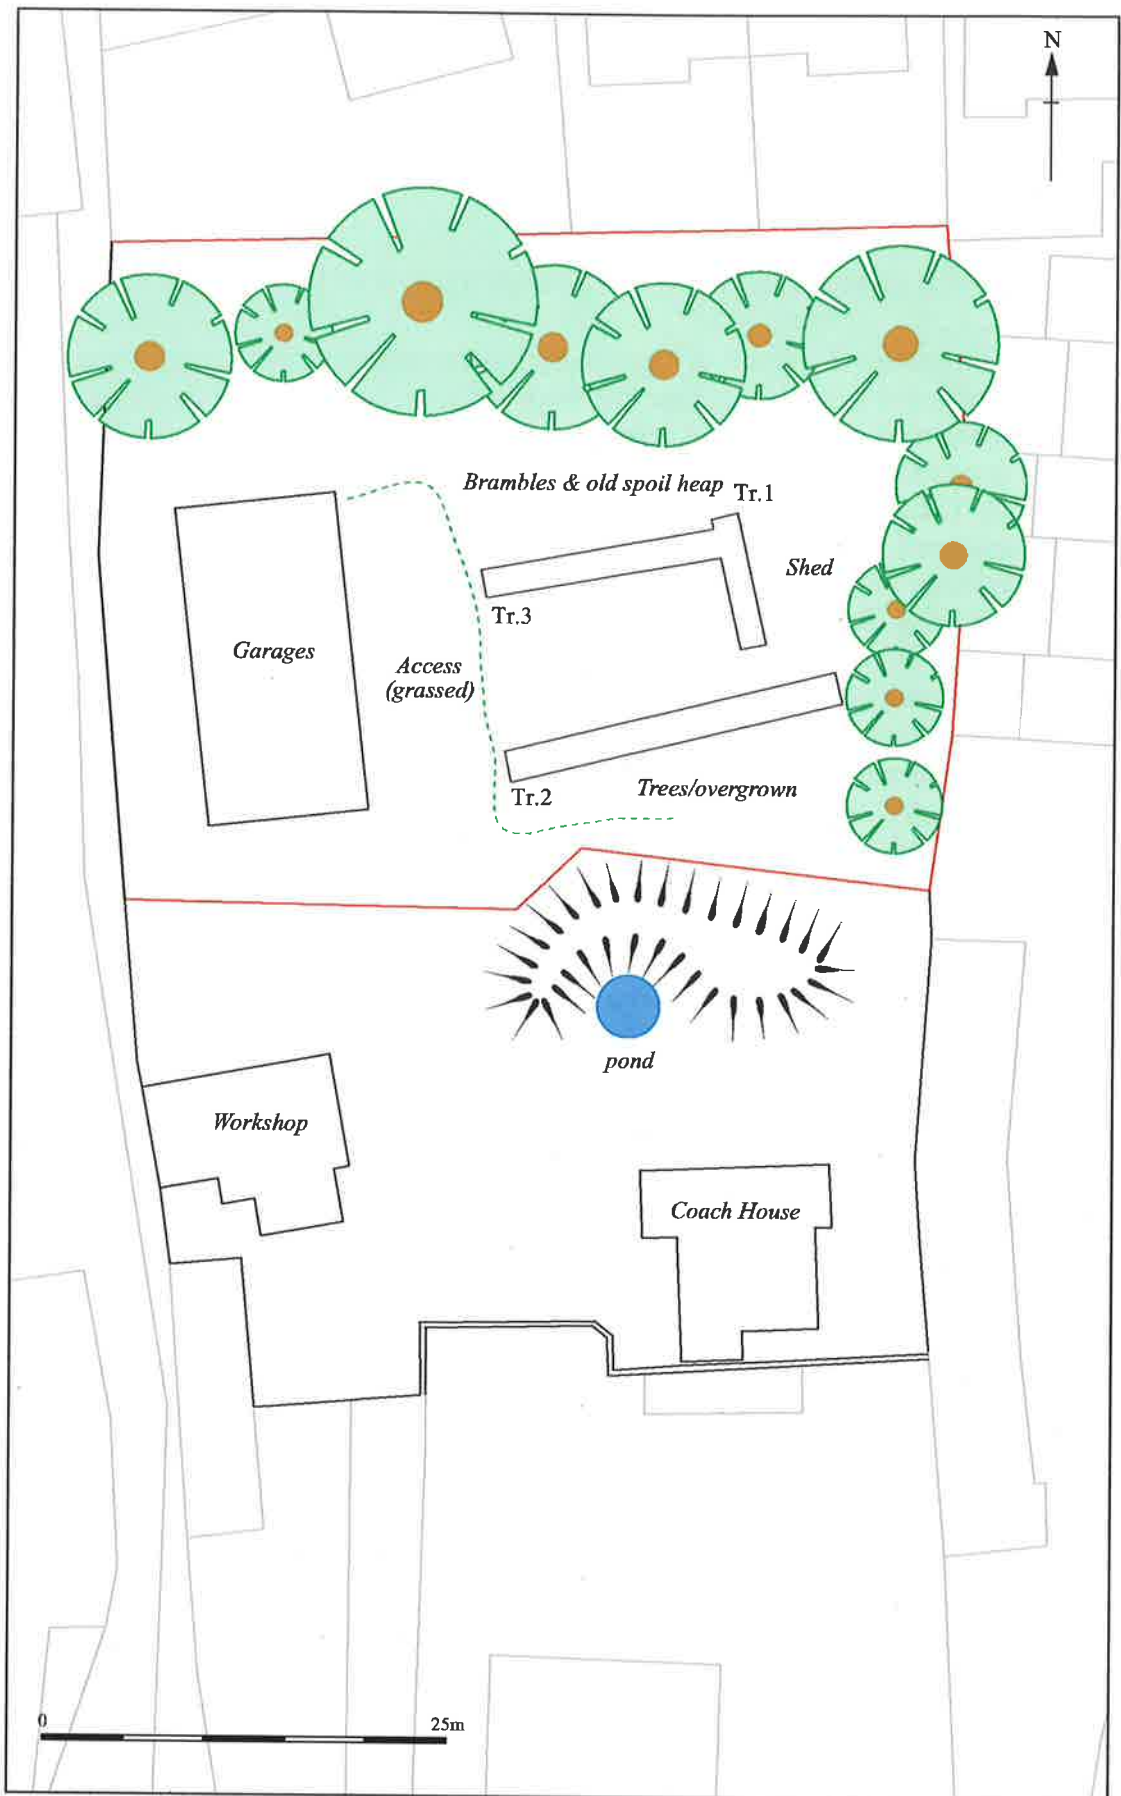 N
Brambles & old spoil heap
Tr.1
Shed
Tr.3
Garages
Access
(grassed)
Trees/overgrown
Tr.2
pond
Workshop
Coach House
0
25m